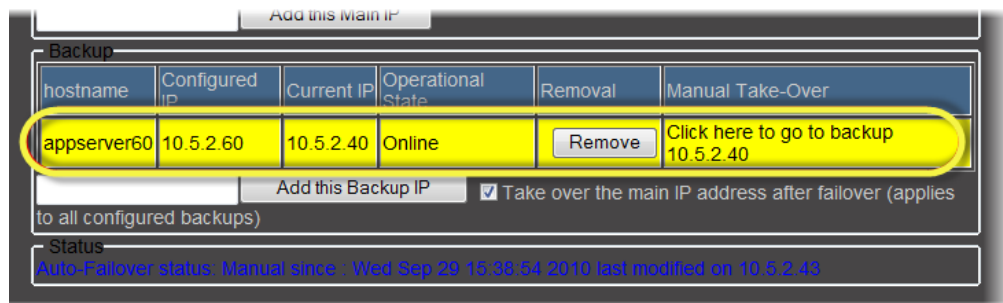 Add this Main IP
Backup
hostname Configured IP Current IP Operational State Removal Manual Take-Over
appserver60 10.5.2.60 10.5.2.40 Online Remove Click here to go to backup 10.5.2.40
Add this Backup IP Take over the main IP address after failover (applies
to all configured backups)
Status
Auto-Failover status: Manual since : Wed Sep 29 15:38:54 2010 last modified on 10.5.2.43